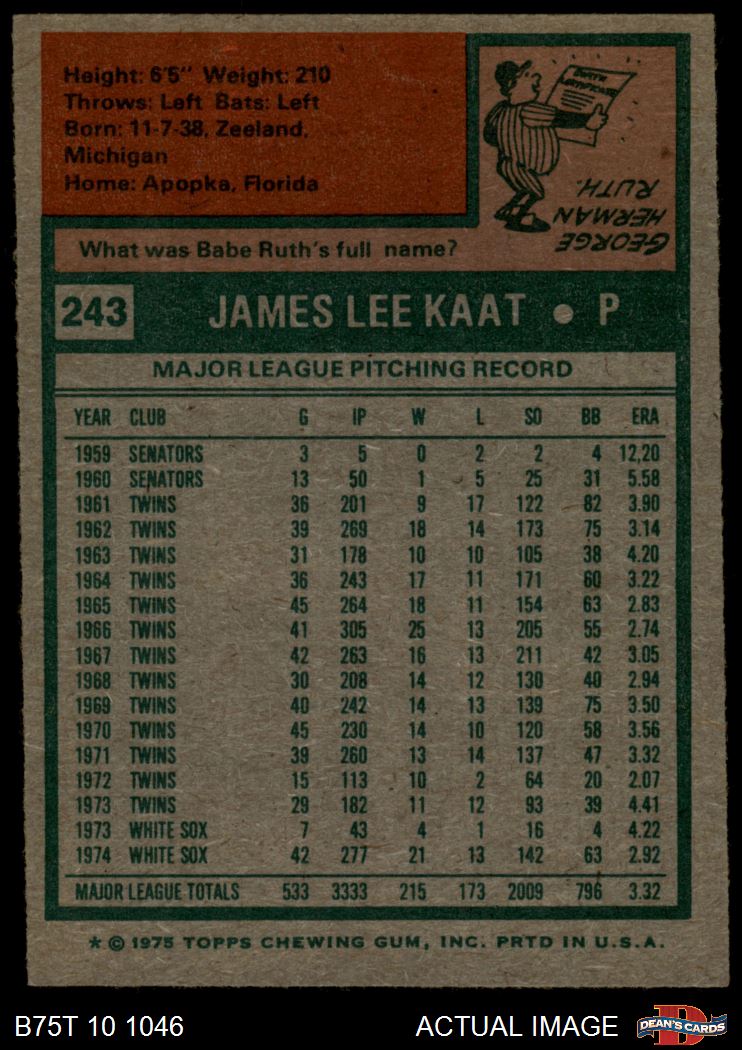 Height: 6'5" Weight: 210
Throws: Left Bats: Left
Born: 11-7-38, Zeeland,
Michigan
Home: Apopka, Florida
BIRTH CERTIFICATE
GEORGE
HERMAN
RUTH.
What was Babe Ruth's full name?
243 JAMES LEE KAAT • P
MAJOR LEAGUE PITCHING RECORD
YEAR CLUB G IP W L SO BB ERA
1959 SENATORS 3 5 0 2 2 4 12.20
1960 SENATORS 13 50 1 5 25 31 5.58
1961 TWINS 36 201 9 17 122 82 3.90
1962 TWINS 39 269 18 14 173 75 3.14
1963 TWINS 31 178 10 10 105 38 4.20
1964 TWINS 36 243 17 11 171 60 3.22
1965 TWINS 45 264 18 11 154 63 2.83
1966 TWINS 41 305 25 13 205 55 2.74
1967 TWINS 42 263 16 13 211 42 3.05
1968 TWINS 30 208 14 12 130 40 2.94
1969 TWINS 40 242 14 13 139 75 3.50
1970 TWINS 45 230 14 10 120 58 3.56
1971 TWINS 39 260 13 14 137 47 3.32
1972 TWINS 15 113 10 2 64 20 2.07
1973 TWINS 29 182 11 12 93 39 4.41
1973 WHITE SOX 7 43 4 1 16 4 4.22
1974 WHITE SOX 42 277 21 13 142 63 2.92
MAJOR LEAGUE TOTALS 533 3333 215 173 2009 796 3.32
* © 1975 TOPPS CHEWING GUM, INC. PRTD IN U.S.A.
B75T 10 1046 ACTUAL IMAGE D DEAN'S CARDS